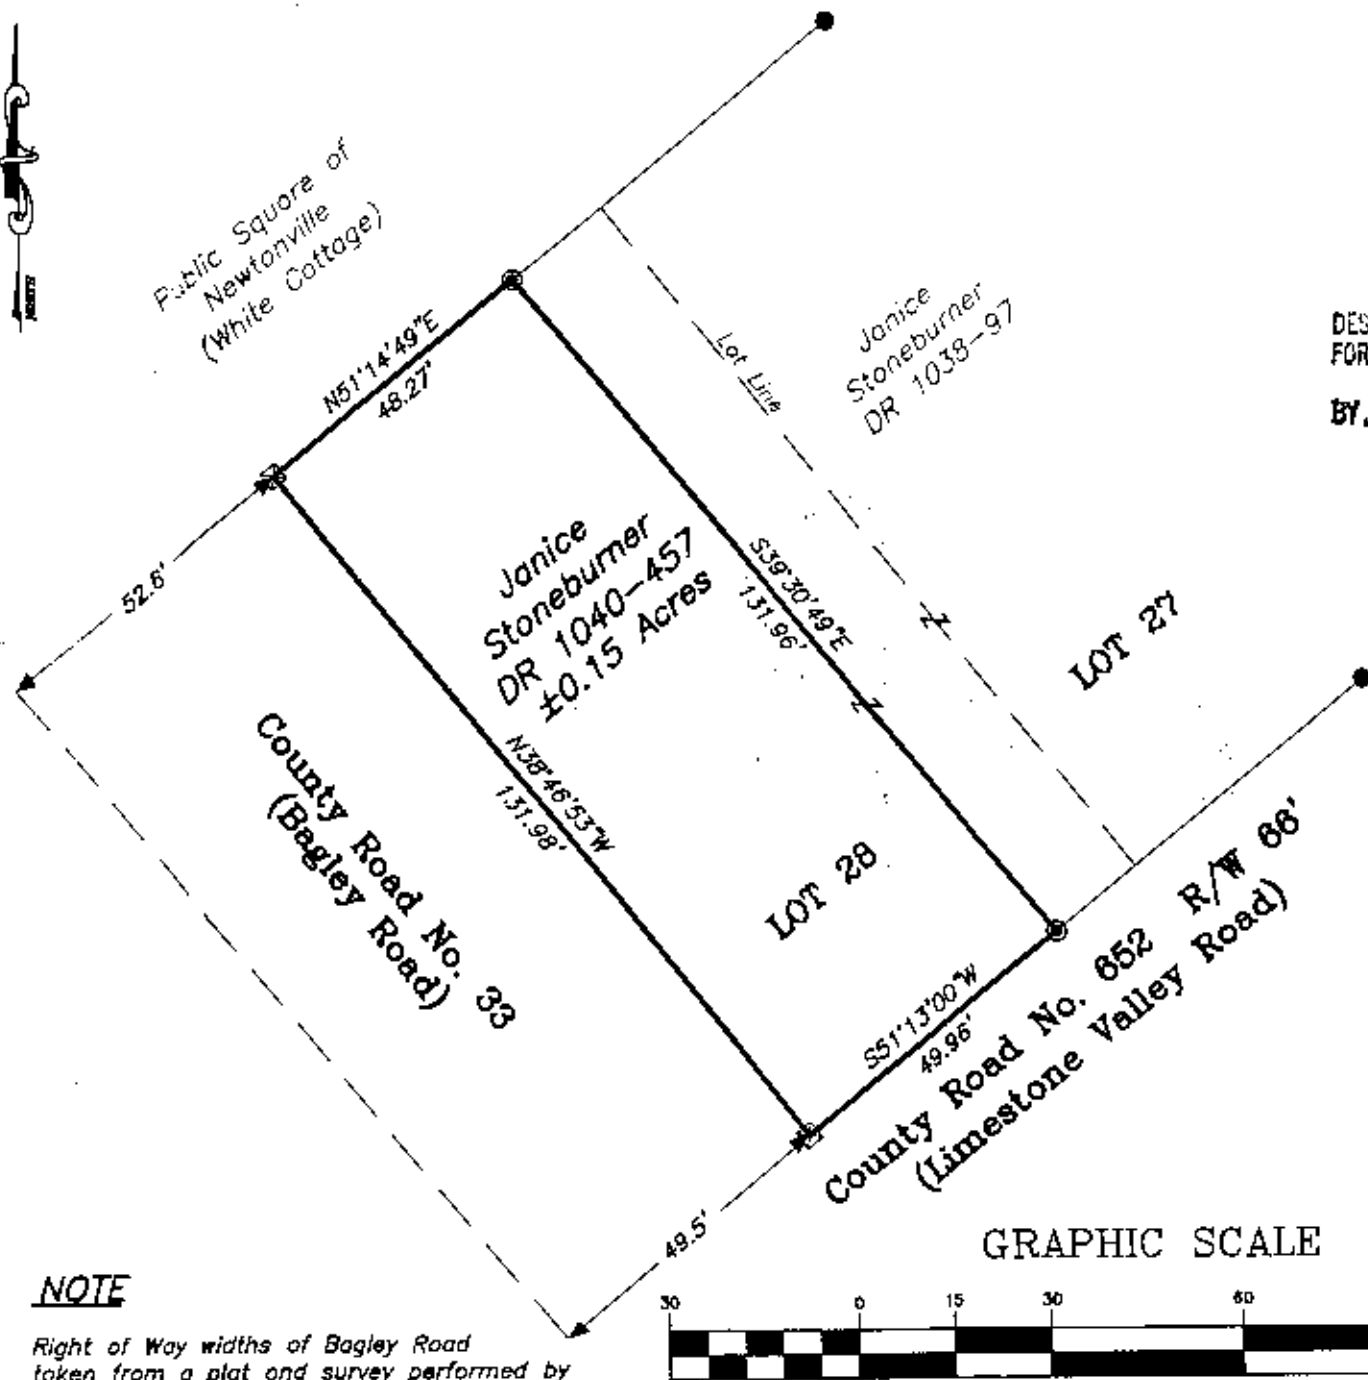 NORTH
Public Square of
Newtonville
(White Cottage)
N51°14'49"E
48.27'
Lot Line
Janice
Stoneburner
DR 1038-97
DES
FOR
BY.
52.6'
Janice
Stoneburner
DR 1040-457
±0.15 Acres
S39°30'49"E
131.96'
LOT 27
County Road No. 33
(Bagley Road)
N38°46'53"W
131.98'
LOT 28
S51°13'00"W
49.96'
County Road No. 652 R/W 66'
(Limestone Valley Road)
49.5'
GRAPHIC SCALE
30 0 15 30 60
NOTE
Right of Way widths of Bagley Road
taken from a plat and survey performed by